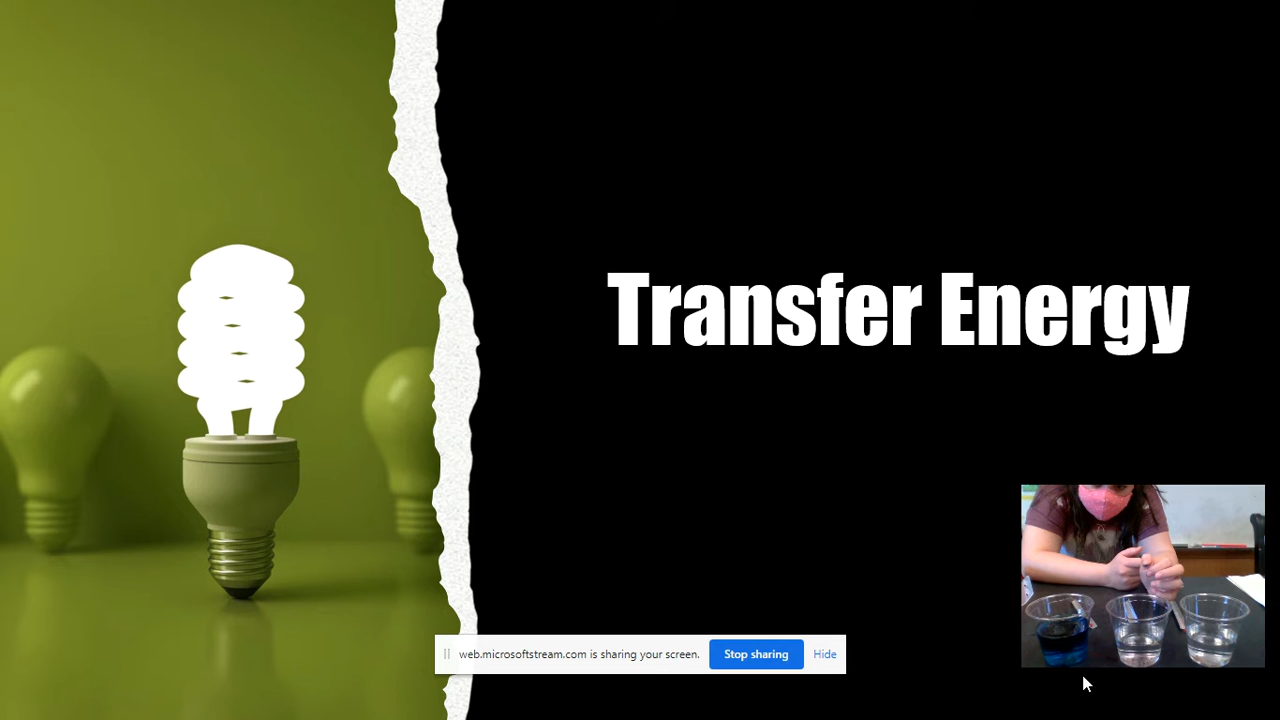 Transfer Energy
web.microsoftstream.com is sharing your screen.
Stop sharing
Hide